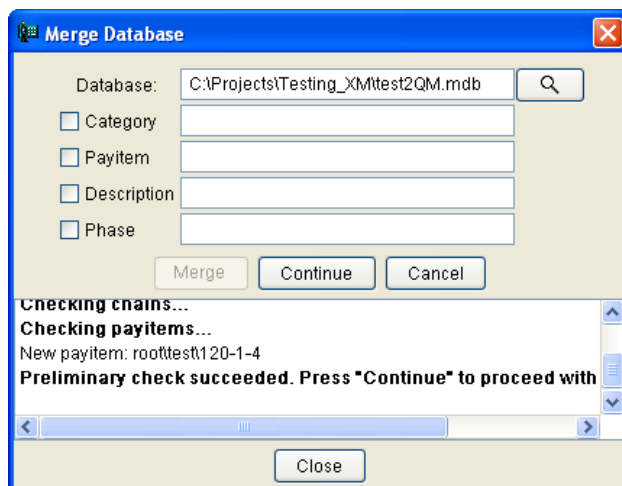 Merge Database
Database: C:\Projects\Testing_XM\test2QM.mdb
Category
Payitem
Description
Phase
Merge Continue Cancel
Checking chains...
Checking payitems...
New payitem: root\test\120-1-4
Preliminary check succeeded. Press "Continue" to proceed with
Close